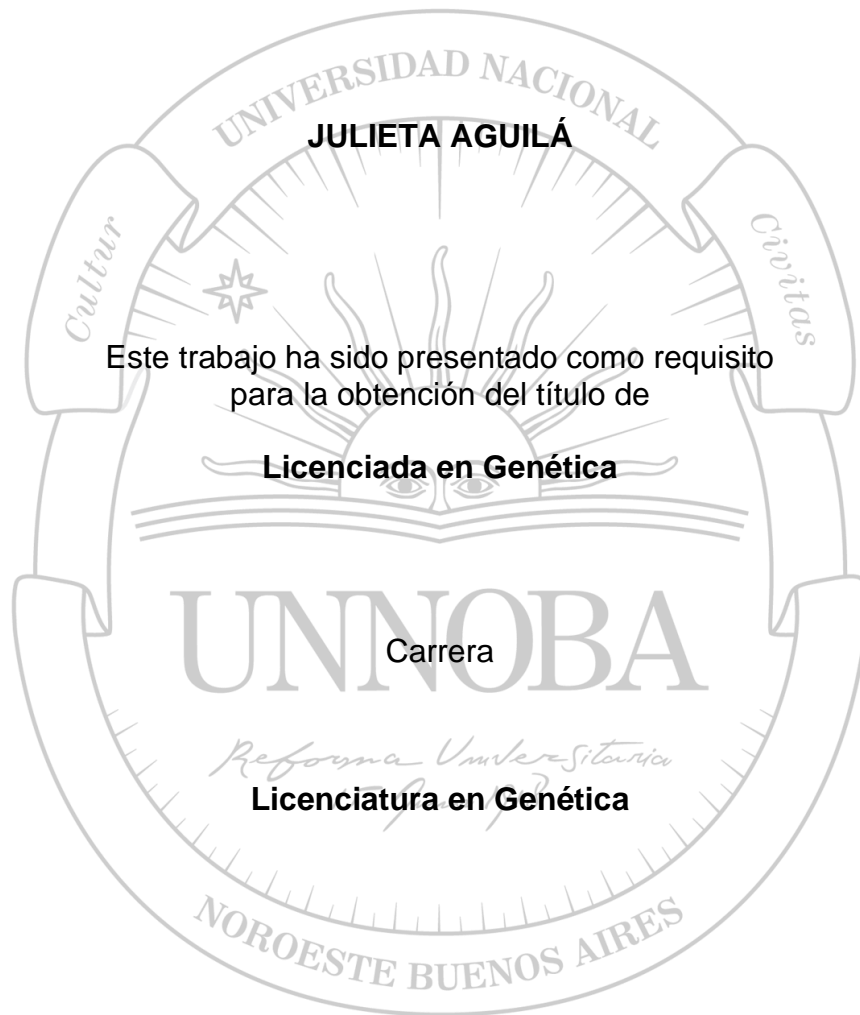 UNIVERSIDAD NACIONAL
JULIETA AGUILÁ
Cultur
Civitas
Este trabajo ha sido presentado como requisito
para la obtención del título de
Licenciada en Genética
UNNOBA
Carrera
Reforma Universitaria
Licenciatura en Genética
NOROESTE BUENOS AIRES